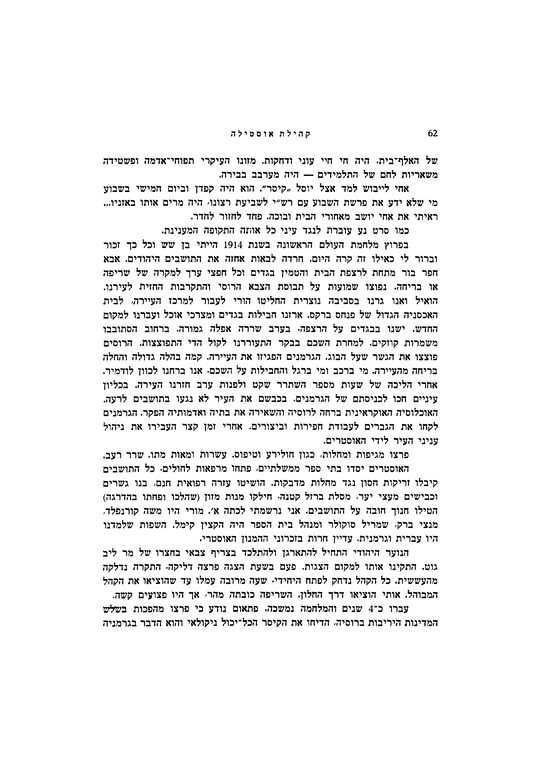 62 קהילת אוסטילה
של האלף־בית. היה חי חיי עוני ודחקות. מזונו העיקרי תפוחי־אדמה ופשטידה
משאריות לחם של התלמידים — היה מערבב בבירה.
אחי לייבוש למד אצל יוסל „קיסר”. הוא היה קפדן וביום חמישי בשבוע
מי שלא ידע את פרשת השבוע עם רש״י לשביעת רצונו, היה מרים אותו באזניו...
ראיתי את אחי יושב מאחורי הבית ובוכה. פחד לחזור לחדר.
כמו סרט נע עוברת לנגד עיני כל אותה התקופה המענינת.
בפרוץ מלחמת העולם הראשונה בשנת 1914 הייתי בן שש וכל כך זכור
וברור לי כאילו זה קרה היום. חרדה לבאות אחזה את התושבים היהודים. אבא
חפר בור מתחת לרצפת הבית והטמין בגדים וכל חפצי ערך למקרה של שריפה
או בריחה. נפוצו שמועות על תבוסת הצבא הרוסי והתקרבות החזית לעירנו.
הואיל ואנו גרנו בסביבה נוצרית החליטו הורי לעבור למרכז העיירה, לבית
האכסניה הגדול של פנחס ברקס. ארזנו חבילות בגדים ומצרכי אוכל ועברנו למקום
החדש. ישנו בבגדים על הרצפה. בערב שררה אפלה גמורה. ברחוב הסתובבו
משמרות קוזקים. למחרת השכם בבקר התעוררנו לקול הדי התפוצצות. הרוסים
פוצצו את הגשר שעל הבוג. הגרמנים הפגיזו את העיירה. קמה בהלה גדולה והחלה
בריחה מהעיירה. מי ברכב ומי ברגל והחבילות על השכם. אנו ברחנו לכוון לודמיר.
אחרי הליכה של שעות מספר השתרר שקט ולפנות ערב חזרנו העירה. בכליון
עיניים חכו לכניסתם של הגרמנים. בכבשם את העיר לא נגעו בתושבים לרעה.
האוכלוסיה האוקראינית ברחה לרוסיה והשאירה את בתיה ואדמותיה הפקר. הגרמנים
לקחו את הגברים לעבודת חפירות וביצורים. אחרי זמן קצר העבירו את ניהול
עניני העיר לידי האוסטרים.
פרצו מגיפות ומחלות, כגון חולירע וטיפוס. עשרות ומאות מתו. שרר רעב.
האוסטרים יסדו בתי ספר ממשלתיים, פתחו מרפאות לחולים. כל התושבים
קיבלו זריקות חסון נגד מחלות מדבקות. הושיטו עזרה רפואית חנם, בנו גשרים
וכבישים מעצי יער, מסלת ברזל קטנה, חילקו מנות מזון (שהלכו ופחתו בהדרגה)
הטילו חנוך חובה על התושבים. אני נרשמתי לכתה א׳. מורי היו משה קורנפלד,
מנצי ברק, שמריל סוקולר ומנהל בית הספר היה הקצין קימל. השפות שלמדנו
היו עברית וגרמנית. עדיין חרות בזכרוני ההמנון האוסטרי.
הנוער היהודי התחיל להתארגן ולהתלכד בצריף צבאי בחצרו של מר ליב
גוט. התקינו אותו למקום הצגות. פעם בשעת הצגה פרצה דליקה, התקרה נדלקה
מהעששית. כל הקהל נדחק לפתח היחידי. שעה מרובה עמלו עד שהוציאו את הקהל
המבוהל. אותי הוציאו דרך החלון. השריפה כובתה מהר, אך היו פצועים קשה.
עברו כ־4 שנים והמלחמה נמשכה. פתאום נודע כי פרצו מהפכות בשלש
המדינות היריבות ברוסיה, הדיחו את הקיסר הכל־יכול ניקולאי והוא הדבר בגרמניה